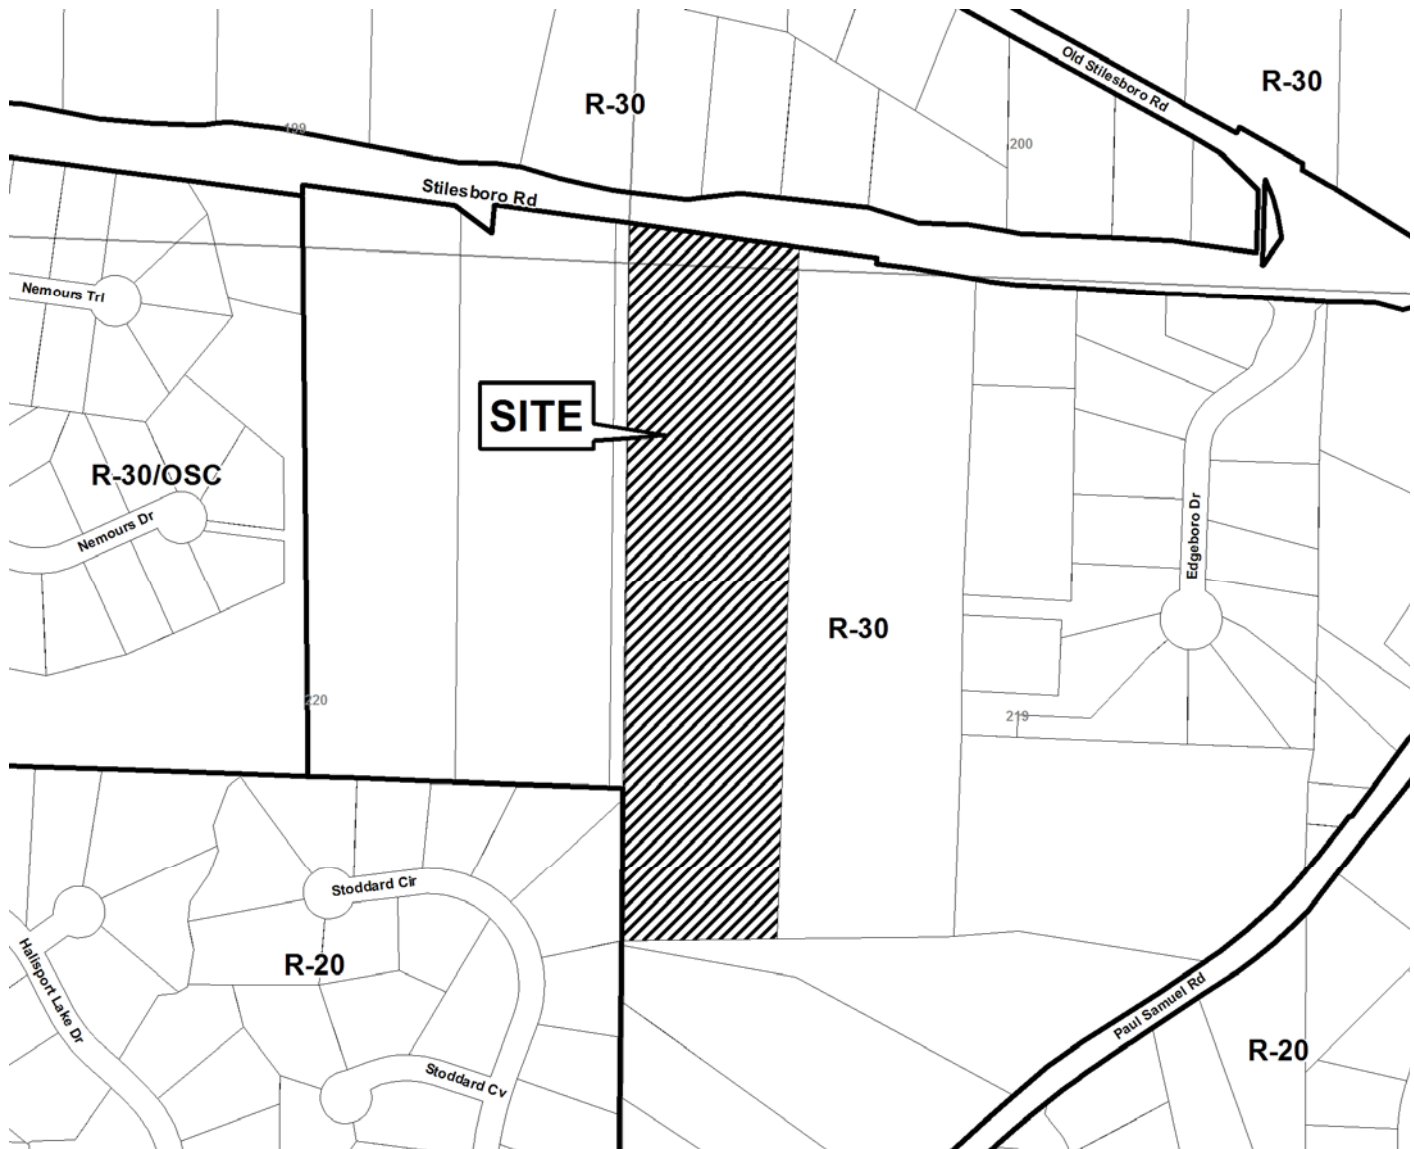 Old Stilesboro Rd
R-30
R-30
199
200
Stilesboro Rd
Nemours Trl
SITE
R-30/OSC
Nemours Dr
Edgeboro Dr
R-30
220
219
Stoddard Cir
R-20
Halisport Lake Dr
Paul Samuel Rd
R-20
Stoddard Cv